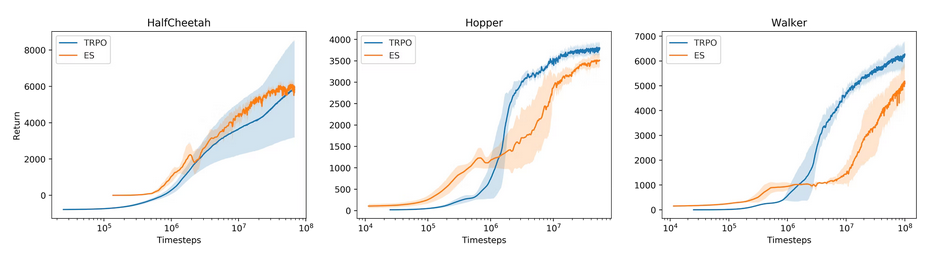 HalfCheetah
TRPO
ES
Return
8000
6000
4000
2000
0
10^5
10^6
10^7
10^8
Timesteps
Hopper
TRPO
ES
4000
3500
3000
2500
2000
1500
1000
500
0
10^4
10^5
10^6
10^7
Timesteps
Walker
TRPO
ES
7000
6000
5000
4000
3000
2000
1000
0
10^4
10^5
10^6
10^7
10^8
Timesteps